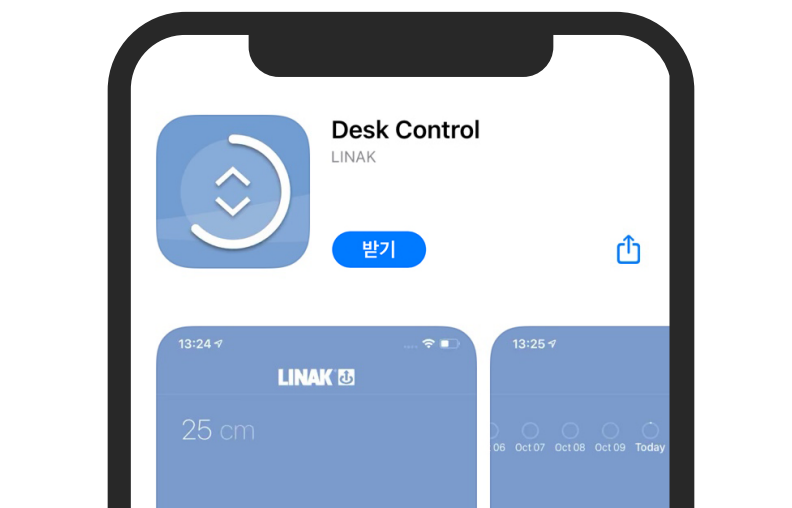 Desk Control
LINAK
받기
13:24
13:25
LINAK
25 cm
06 Oct 07 Oct 08 Oct 09 Today